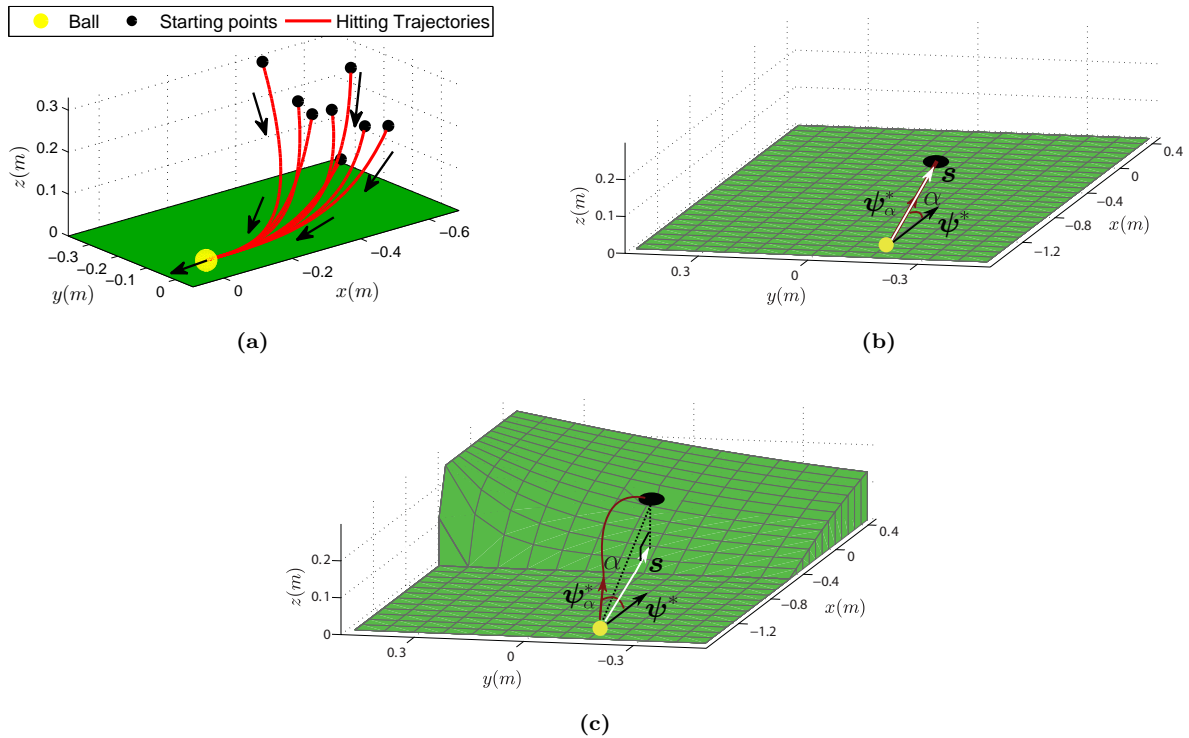 Ball Starting points Hitting Trajectories
0.3
0.2
0.1
0
z(m)
−0.3
−0.2
−0.1
0
y(m)
0
−0.2
−0.4
−0.6
x(m)
(a)
0.2
0.1
0
z(m)
0.3
0
−0.3
y(m)
0.4
0
−0.4
−0.8
−1.2
x(m)
s
α
ψ*α
ψ*
(b)
0.2
0.1
0
z(m)
0.3
0
−0.3
y(m)
0.4
0
−0.4
−0.8
−1.2
x(m)
α
s
ψ*α
ψ*
(c)